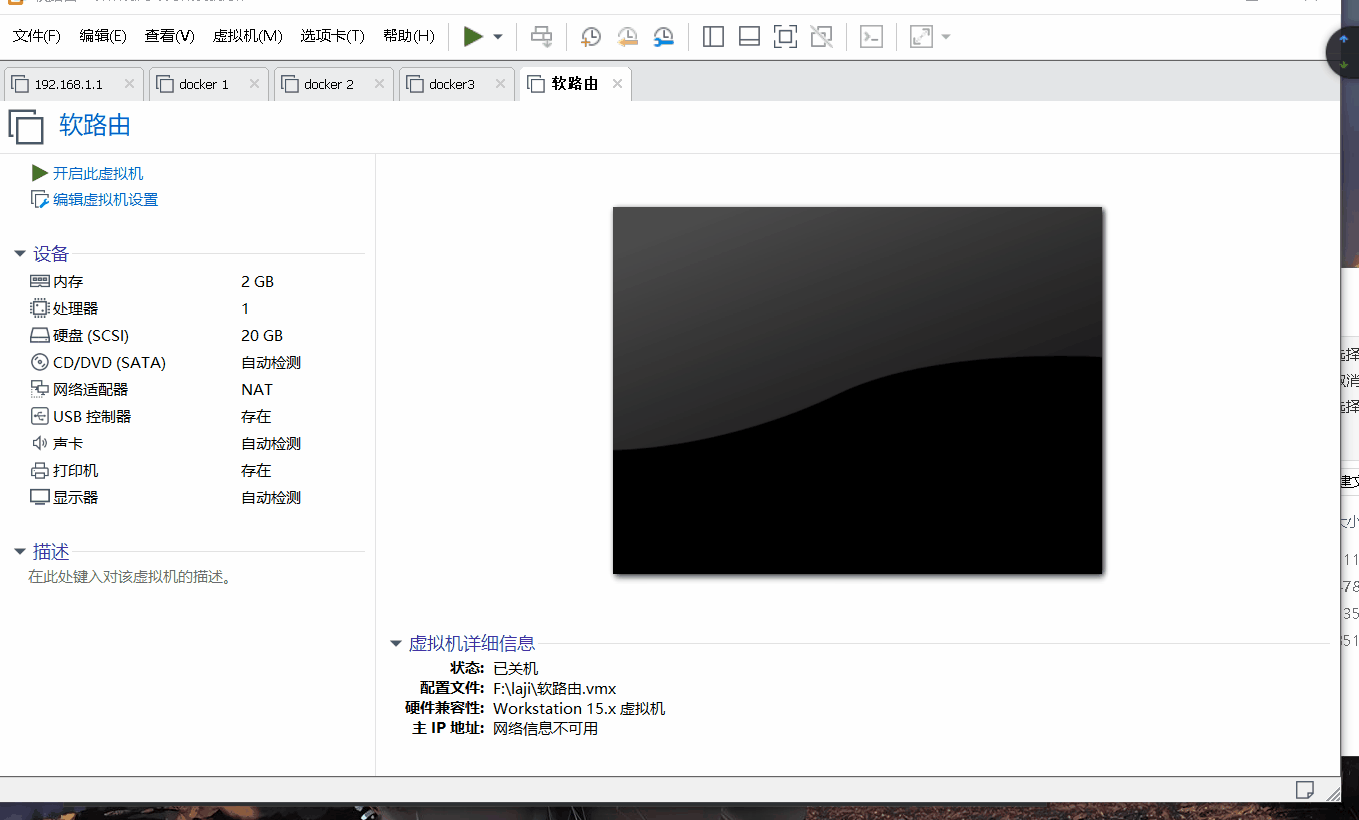 文件(F) 编辑(E) 查看(V) 虚拟机(M) 选项卡(T) 帮助(H)
192.168.1.1 docker 1 docker 2 docker3 软路由
软路由
开启此虚拟机
编辑虚拟机设置
设备
内存 2 GB
处理器 1
硬盘 (SCSI) 20 GB
CD/DVD (SATA) 自动检测
网络适配器 NAT
USB 控制器 存在
声卡 自动检测
打印机 存在
显示器 自动检测
描述
在此处键入对该虚拟机的描述。
虚拟机详细信息
状态: 已关机
配置文件: F:\laji\软路由.vmx
硬件兼容性: Workstation 15.x 虚拟机
主 IP 地址: 网络信息不可用